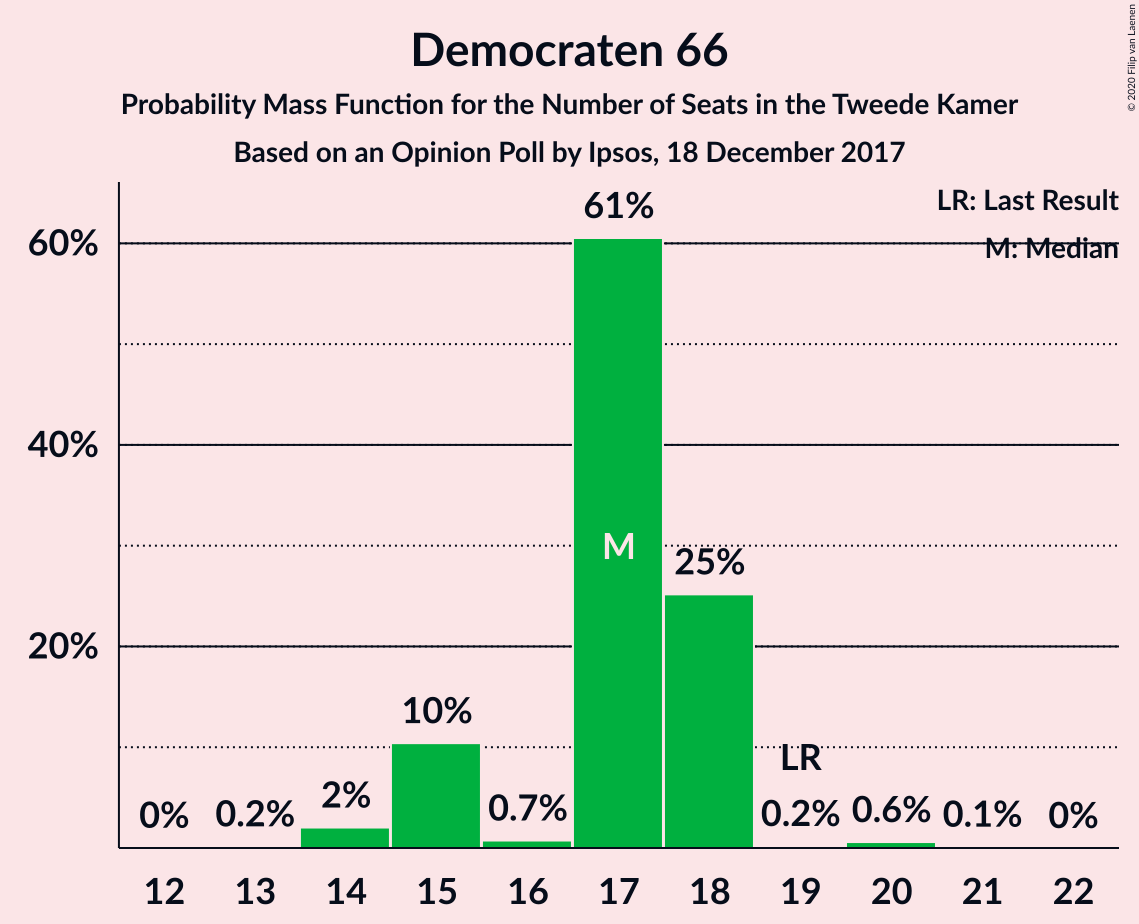 Democraten 66
Probability Mass Function for the Number of Seats in the Tweede Kamer
Based on an Opinion Poll by Ipsos, 18 December 2017
© 2020 Filip van Laenen
LR: Last Result
M: Median
60%
40%
20%
0%
0.2%
2%
10%
0.7%
61%
M
25%
LR
0.2%
0.6%
0.1%
0%
12 13 14 15 16 17 18 19 20 21 22